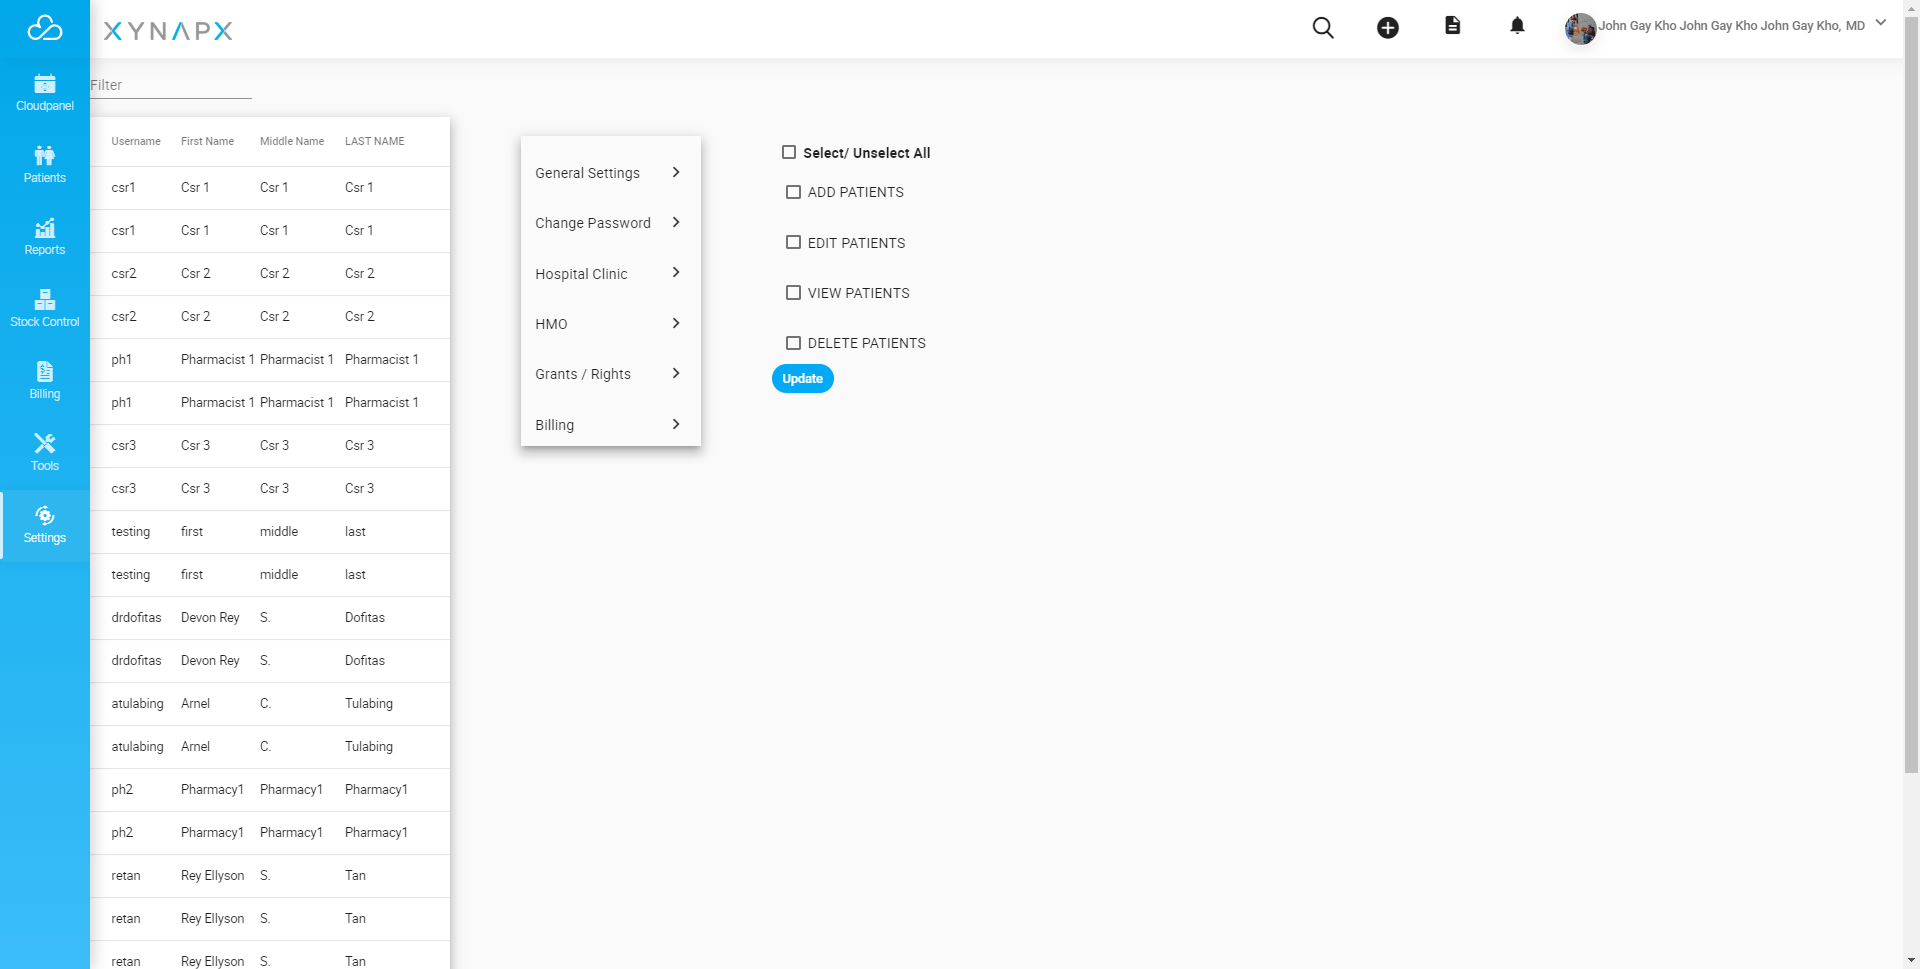 XYNAPX
John Gay Kho John Gay Kho John Gay Kho, MD
Cloudpanel
Patients
Reports
Stock Control
Billing
Tools
Settings
Filter
Username First Name Middle Name LAST NAME
csr1 Csr 1 Csr 1 Csr 1
csr1 Csr 1 Csr 1 Csr 1
csr2 Csr 2 Csr 2 Csr 2
csr2 Csr 2 Csr 2 Csr 2
ph1 Pharmacist 1 Pharmacist 1 Pharmacist 1
ph1 Pharmacist 1 Pharmacist 1 Pharmacist 1
csr3 Csr 3 Csr 3 Csr 3
csr3 Csr 3 Csr 3 Csr 3
testing first middle last
testing first middle last
drdofitas Devon Rey S. Dofitas
drdofitas Devon Rey S. Dofitas
atulabing Arnel C. Tulabing
atulabing Arnel C. Tulabing
ph2 Pharmacy1 Pharmacy1 Pharmacy1
ph2 Pharmacy1 Pharmacy1 Pharmacy1
retan Rey Ellyson S. Tan
retan Rey Ellyson S. Tan
retan Rey Ellyson S. Tan
General Settings
Change Password
Hospital Clinic
HMO
Grants / Rights
Billing
Select/ Unselect All
ADD PATIENTS
EDIT PATIENTS
VIEW PATIENTS
DELETE PATIENTS
Update